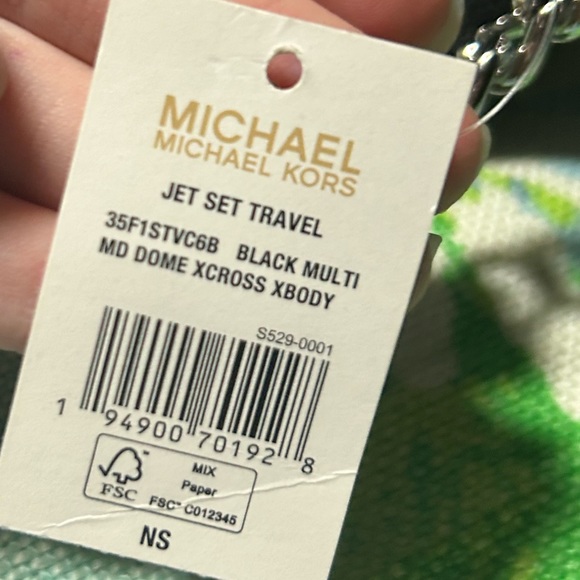 MICHAEL
MICHAEL KORS
JET SET TRAVEL
35F1STVC6B BLACK MULTI
MD DOME XCROSS XBODY
S529-0001
1 94900 70192 8
FSC
MIX
Paper
FSC™ C012345
NS